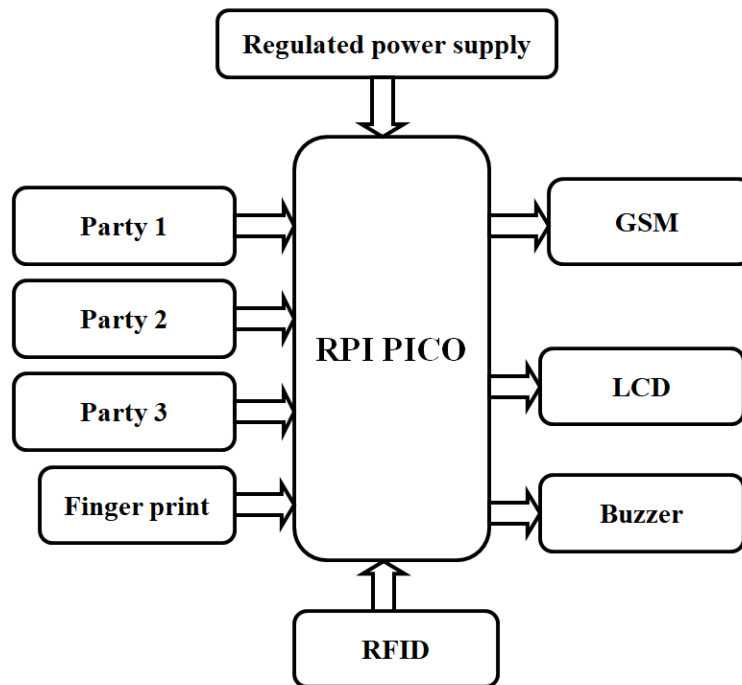 Regulated power supply
Party 1
Party 2
Party 3
Finger print
RPI PICO
GSM
LCD
Buzzer
RFID